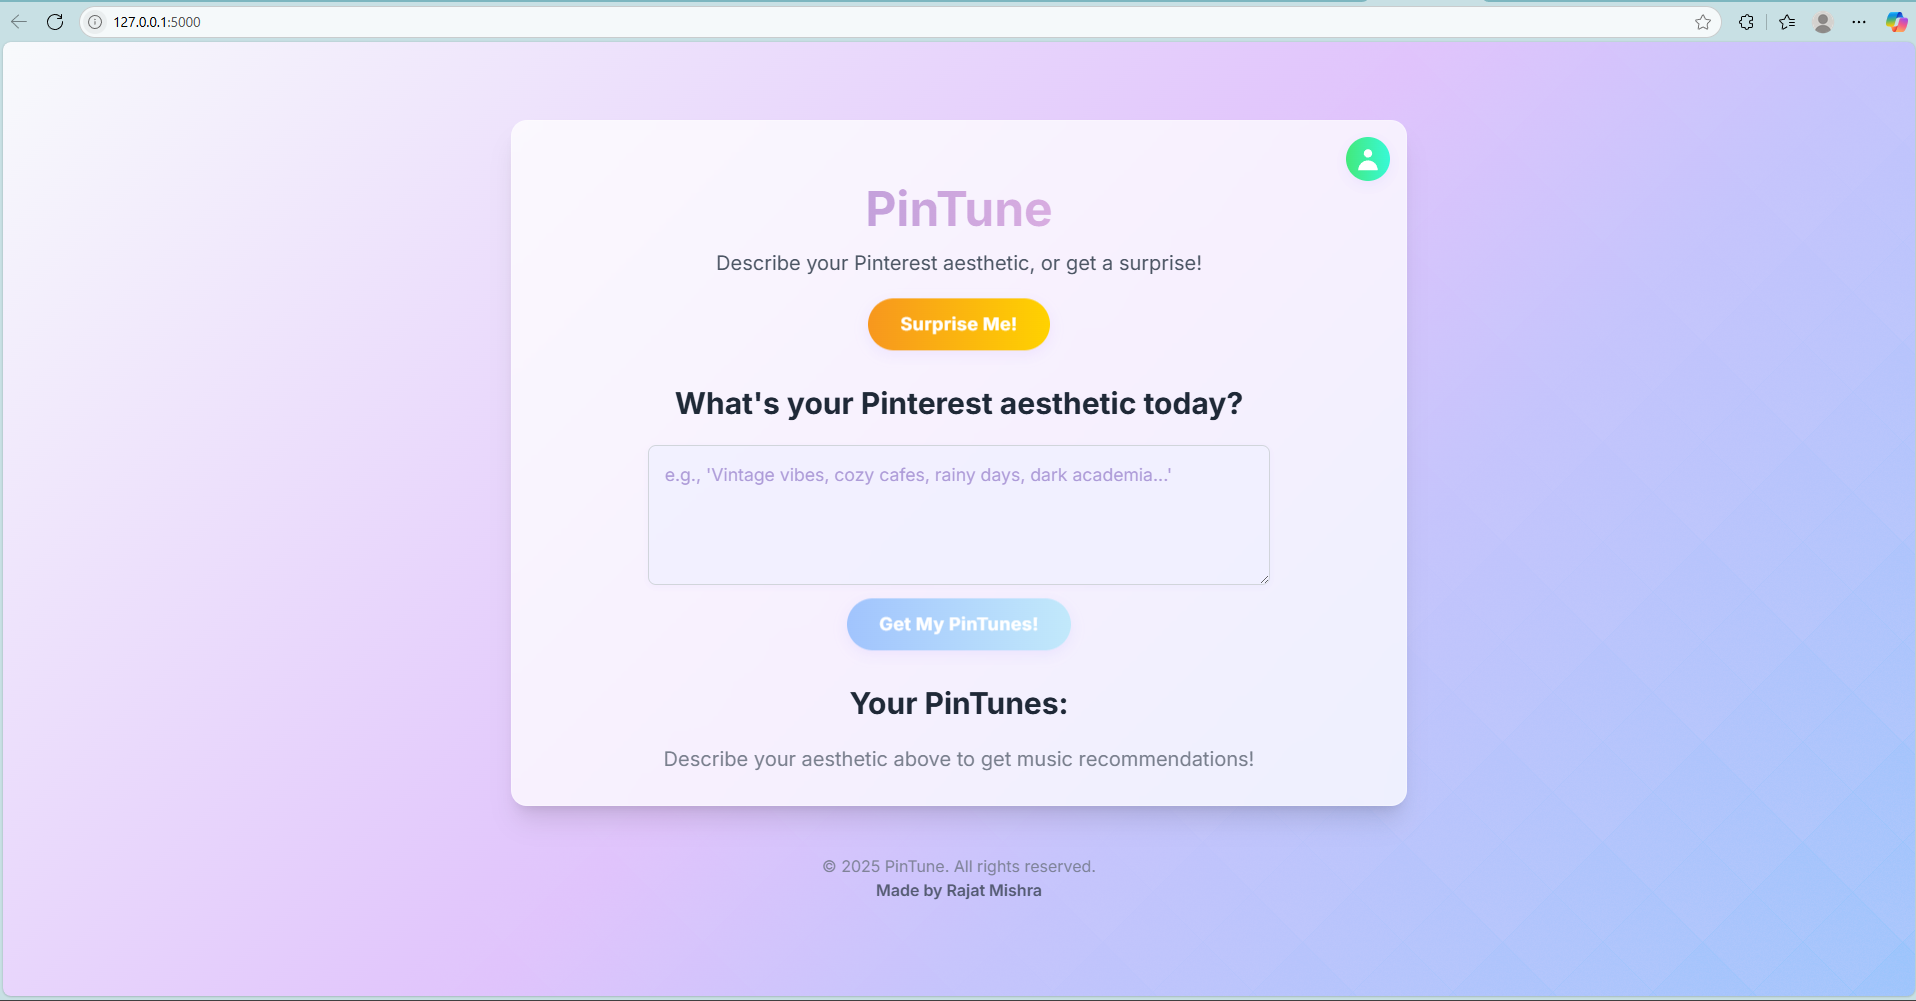 127.0.0.1:5000
PinTune
Describe your Pinterest aesthetic, or get a surprise!
Surprise Me!
What's your Pinterest aesthetic today?
e.g., 'Vintage vibes, cozy cafes, rainy days, dark academia...'
Get My PinTunes!
Your PinTunes:
Describe your aesthetic above to get music recommendations!
© 2025 PinTune. All rights reserved.
Made by Rajat Mishra